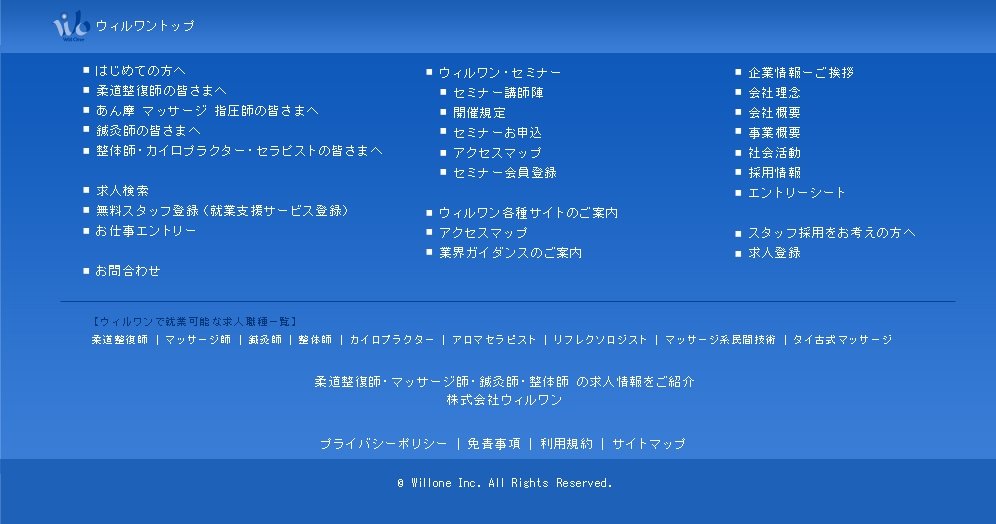 ウィルワントップ
はじめての方へ
柔道整復師の皆さまへ
あん摩 マッサージ 指圧師の皆さまへ
鍼灸師の皆さまへ
整体師・カイロプラクター・セラピストの皆さまへ
求人検索
無料スタッフ登録（就業支援サービス登録）
お仕事エントリー
お問合わせ
ウィルワン・セミナー
セミナー講師陣
開催規定
セミナーお申込
アクセスマップ
セミナー会員登録
ウィルワン各種サイトのご案内
アクセスマップ
業界ガイダンスのご案内
企業情報ーご挨拶
会社理念
会社概要
事業概要
社会活動
採用情報
エントリーシート
スタッフ採用をお考えの方へ
求人登録
【ウィルワンで就業可能な求人職種一覧】
柔道整復師 | マッサージ師 | 鍼灸師 | 整体師 | カイロプラクター | アロマセラピスト | リフレクソロジスト | マッサージ系民間技術 | タイ古式マッサージ
柔道整復師・マッサージ師・鍼灸師・整体師 の求人情報をご紹介
株式会社ウィルワン
プライバシーポリシー | 免責事項 | 利用規約 | サイトマップ
© Willone Inc. All Rights Reserved.